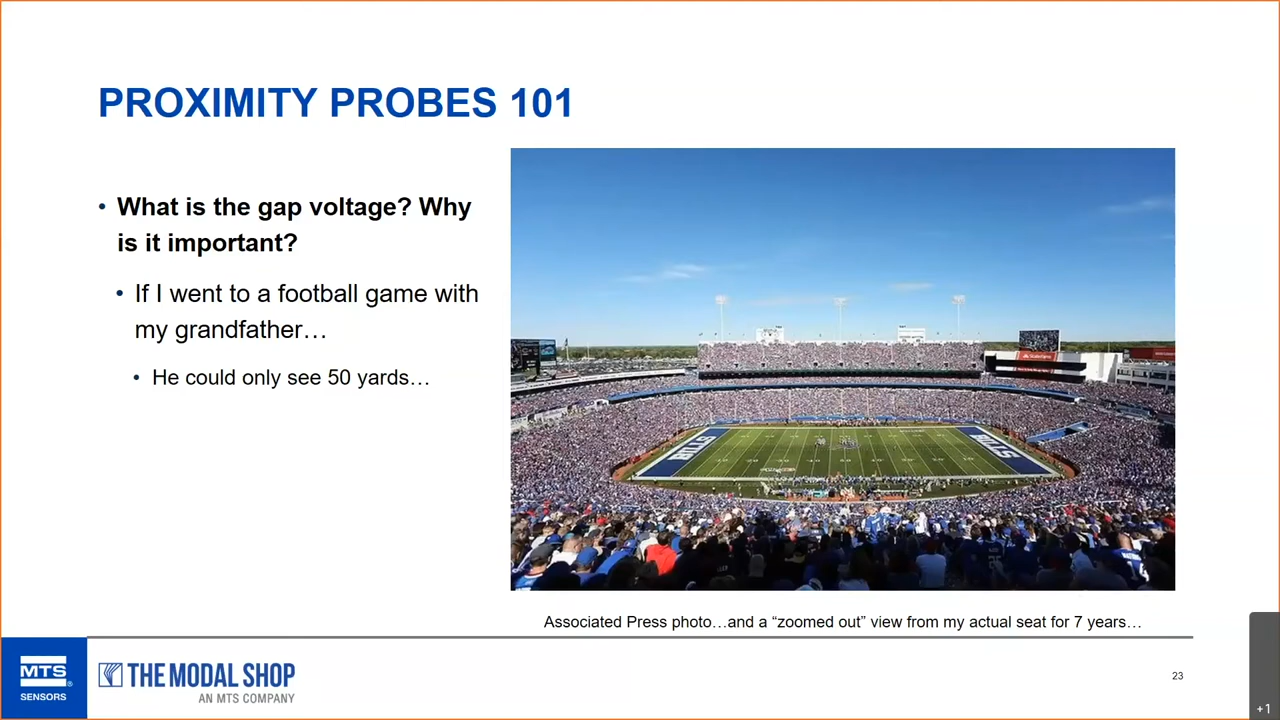 PROXIMITY PROBES 101
• What is the gap voltage? Why
is it important?
• If I went to a football game with
my grandfather…
• He could only see 50 yards…
BILLS
Associated Press photo…and a “zoomed out” view from my actual seat for 7 years…
MTS®
SENSORS
THE MODAL SHOP
AN MTS COMPANY
23
+1